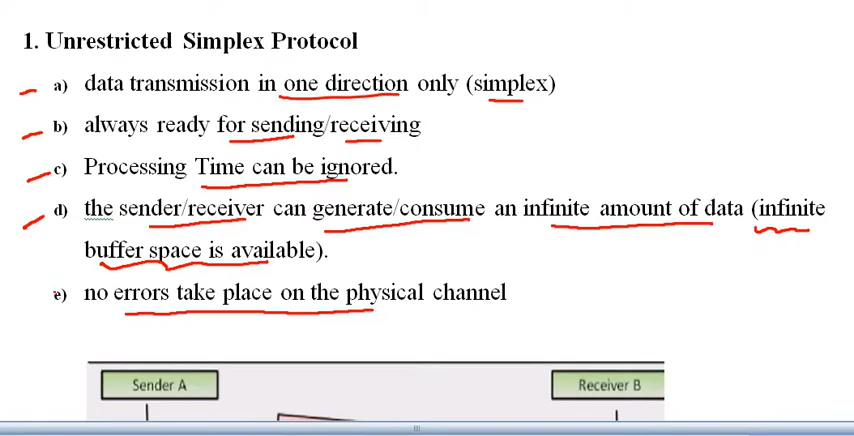 1. Unrestricted Simplex Protocol
a) data transmission in one direction only (simplex)
b) always ready for sending/receiving
c) Processing Time can be ignored.
d) the sender/receiver can generate/consume an infinite amount of data (infinite
buffer space is available).
e) no errors take place on the physical channel
Sender A Receiver B